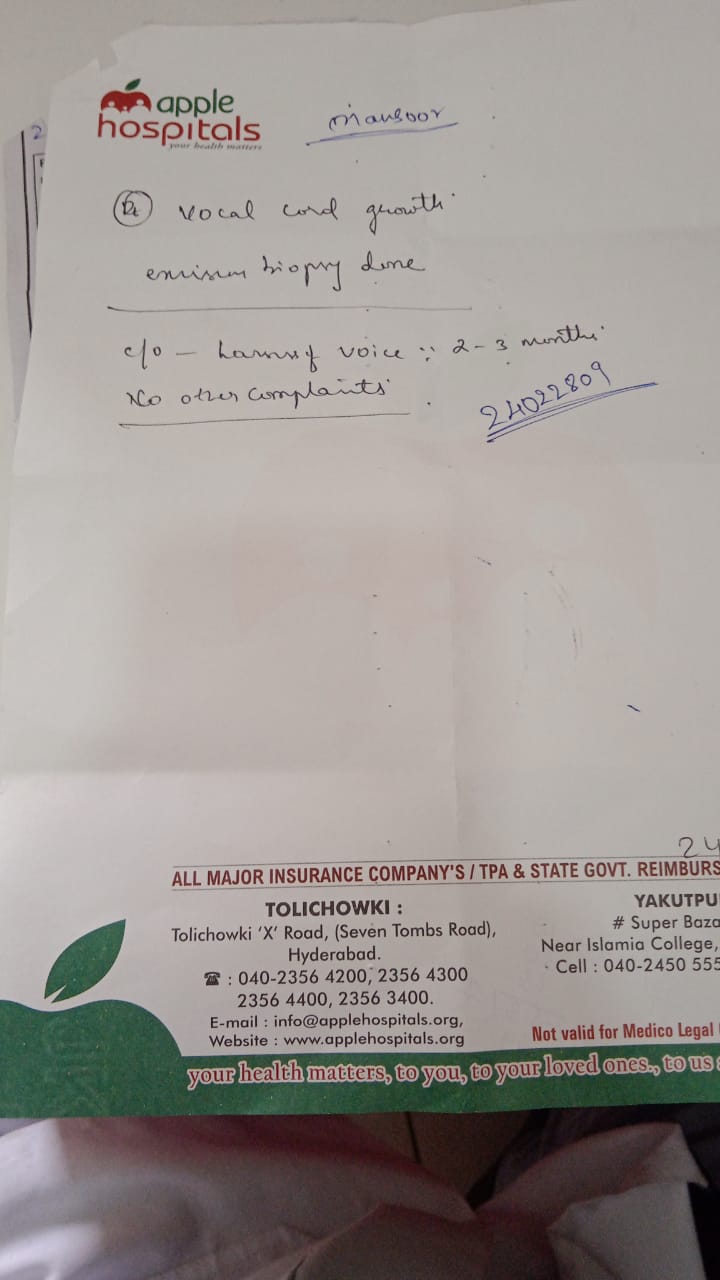 2
apple
hospitals
your health matters
mansoor
vocal cord growth
biopsy done
c/o - voice :: 2-3 months
No other complaints
24022809
24
ALL MAJOR INSURANCE COMPANY'S / TPA & STATE GOVT. REIMBURS
TOLICHOWKI :
Tolichowki 'X' Road, (Seven Tombs Road),
Hyderabad.
☎ : 040-2356 4200, 2356 4300
2356 4400, 2356 3400.
E-mail : info@applehospitals.org,
Website : www.applehospitals.org
YAKUTPU
# Super Baza
Near Islamia College,
Cell : 040-2450 555
Not valid for Medico Legal
your health matters, to you, to your loved ones., to us